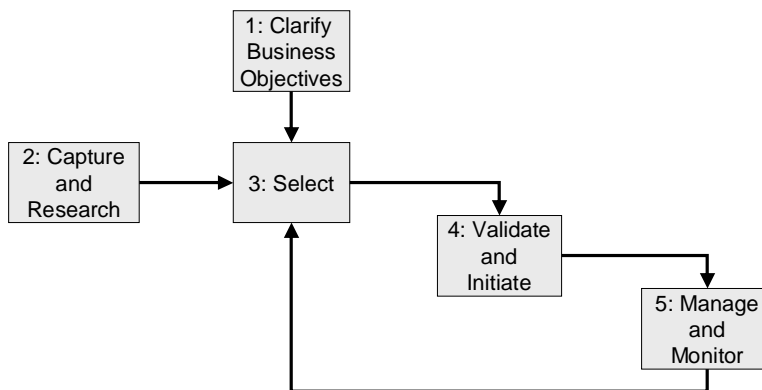 1: Clarify
Business
Objectives
2: Capture
and
Research
3: Select
4: Validate
and
Initiate
5: Manage
and
Monitor